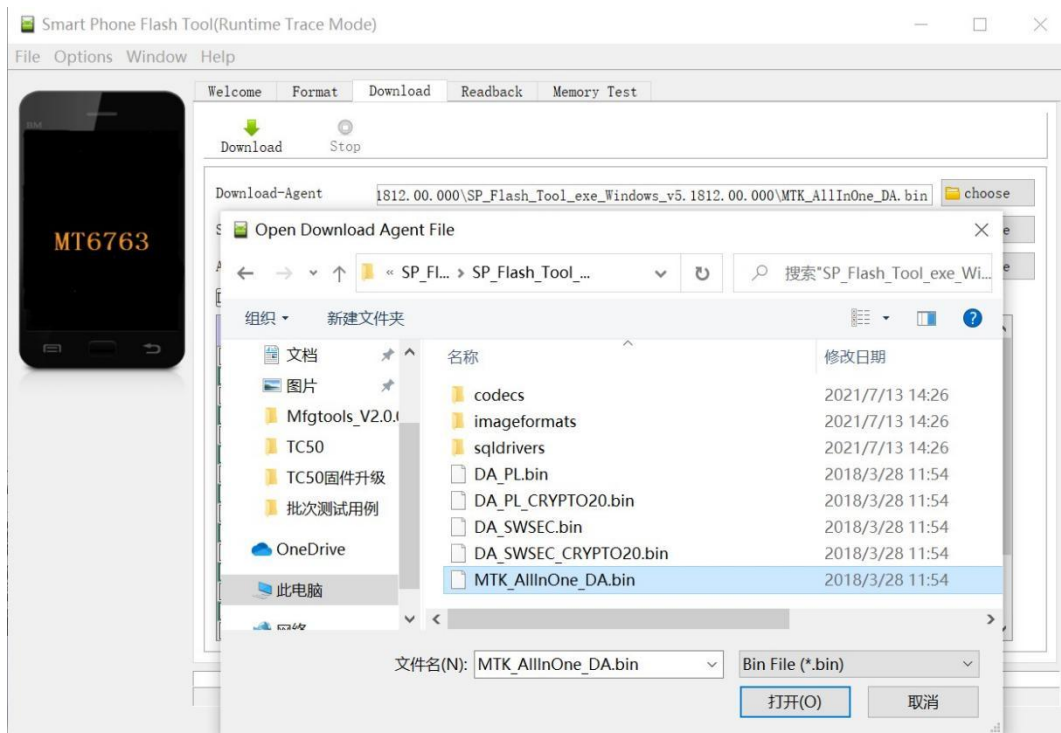 Smart Phone Flash Tool(Runtime Trace Mode)
File Options Window Help
Welcome Format Download Readback Memory Test
BM
Download Stop
Download-Agent 1812.00.000\SP_Flash_Tool_exe_Windows_v5.1812.00.000\MTK_AllInOne_DA.bin choose
MT6763
Open Download Agent File
« SP_Fl... › SP_Flash_Tool_... 搜索"SP_Flash_Tool_exe_Wi...
组织 新建文件夹
文档
图片
Mfgtools_V2.0.
TC50
TC50固件升级
批次测试用例
OneDrive
此电脑
网络
名称 修改日期
codecs 2021/7/13 14:26
imageformats 2021/7/13 14:26
sqldrivers 2021/7/13 14:26
DA_PL.bin 2018/3/28 11:54
DA_PL_CRYPTO20.bin 2018/3/28 11:54
DA_SWSEC.bin 2018/3/28 11:54
DA_SWSEC_CRYPTO20.bin 2018/3/28 11:54
MTK_AllInOne_DA.bin 2018/3/28 11:54
文件名(N): MTK_AllInOne_DA.bin Bin File (*.bin)
打开(O) 取消